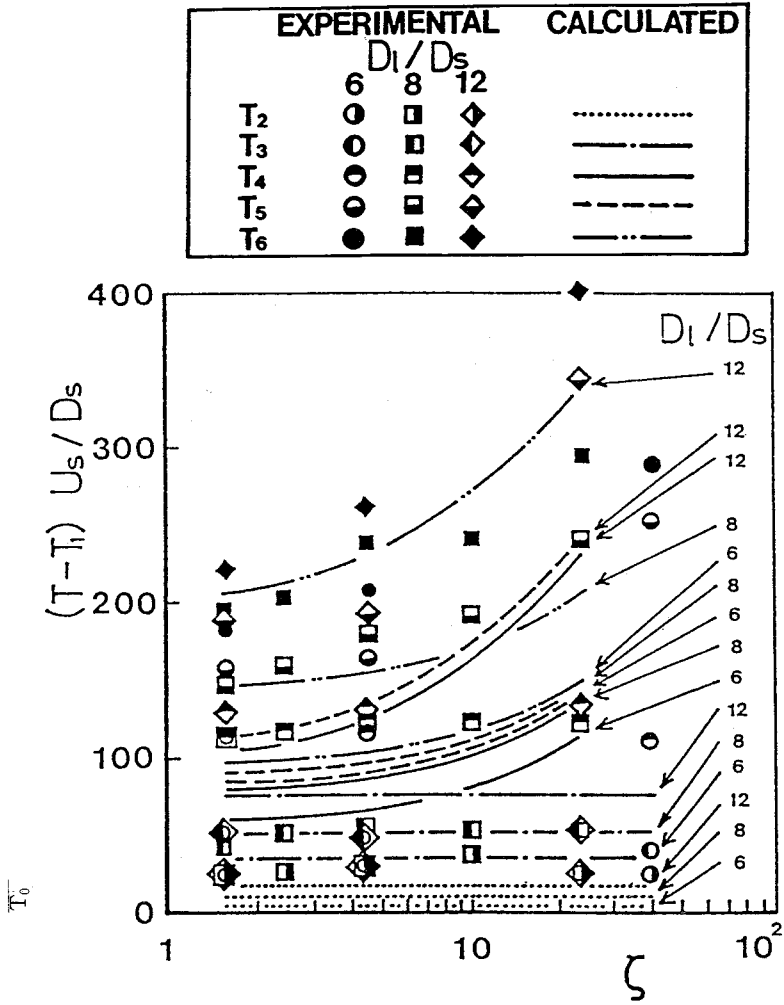 EXPERIMENTAL CALCULATED
Dl/Ds
6 8 12
T2
T3
T4
T5
T6
400
300
200
100
0
(T-T1) Us/Ds
Dl/Ds
12
12
12
8
6
8
6
8
6
12
8
6
12
8
6
T0
1 10 10²
ζ